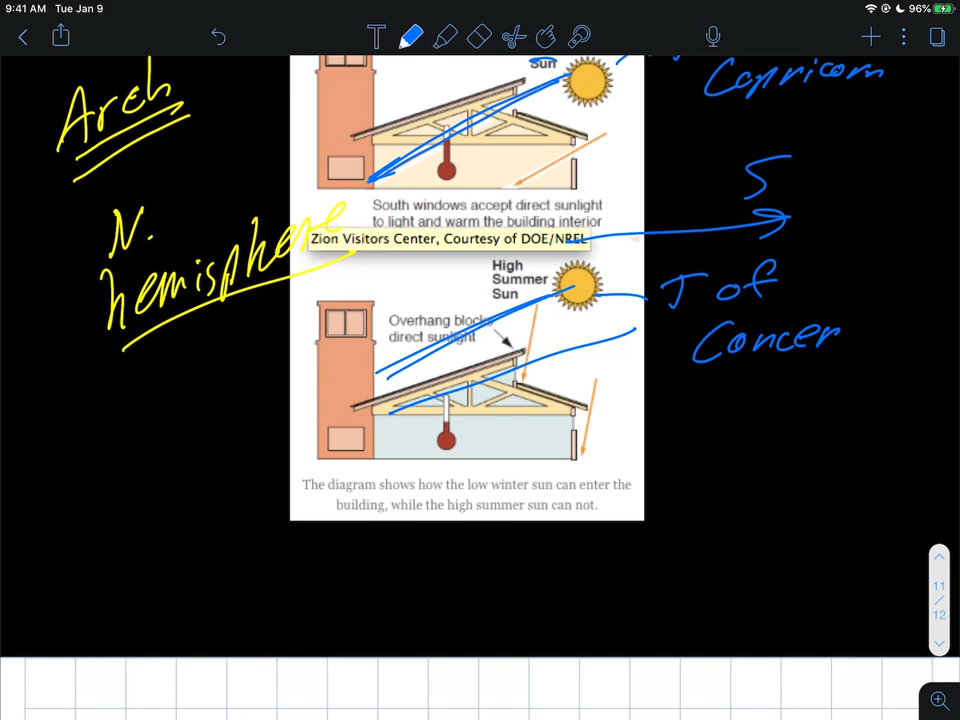 9:41 AM Tue Jan 9
96%
Arch
Sun
Capricorn
South windows accept direct sunlight
to light and warm the building interior
Zion Visitors Center, Courtesy of DOE/NREL
S
N.
hemisphere
High
Summer
Sun
Overhang blocks
direct sunlight
T of
Concer
The diagram shows how the low winter sun can enter the
building, while the high summer sun can not.
11
/
12